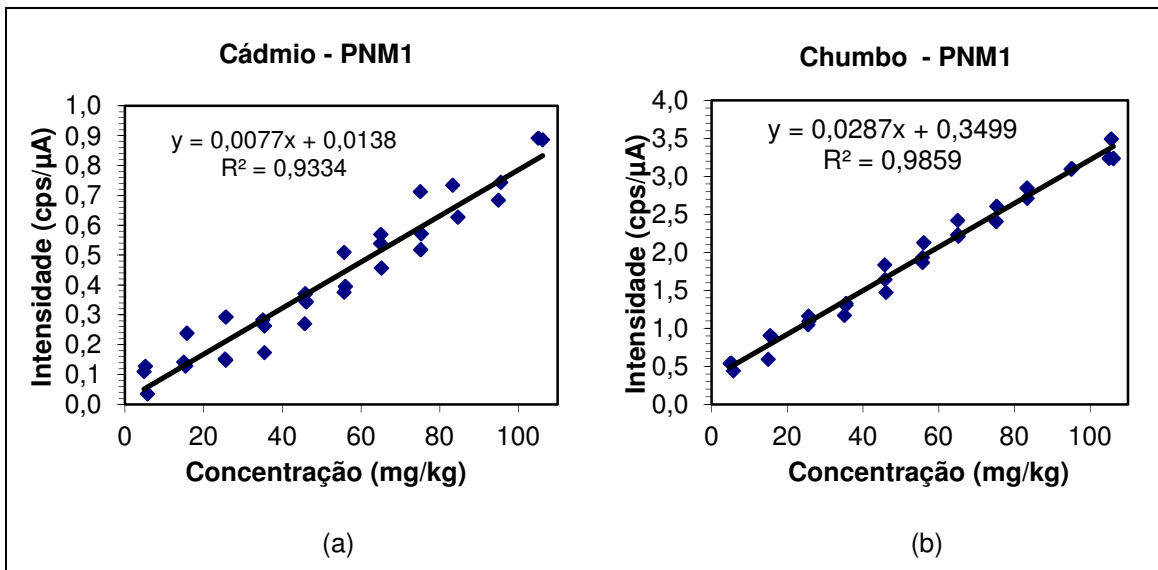 Cádmio - PNM1
y = 0,0077x + 0,0138
R² = 0,9334
Intensidade (cps/µA)
1,0
0,9
0,8
0,7
0,6
0,5
0,4
0,3
0,2
0,1
0,0
0 20 40 60 80 100
Concentração (mg/kg)
(a)
Chumbo - PNM1
y = 0,0287x + 0,3499
R² = 0,9859
Intensidade (cps/µA)
4,0
3,5
3,0
2,5
2,0
1,5
1,0
0,5
0,0
0 20 40 60 80 100
Concentração (mg/kg)
(b)